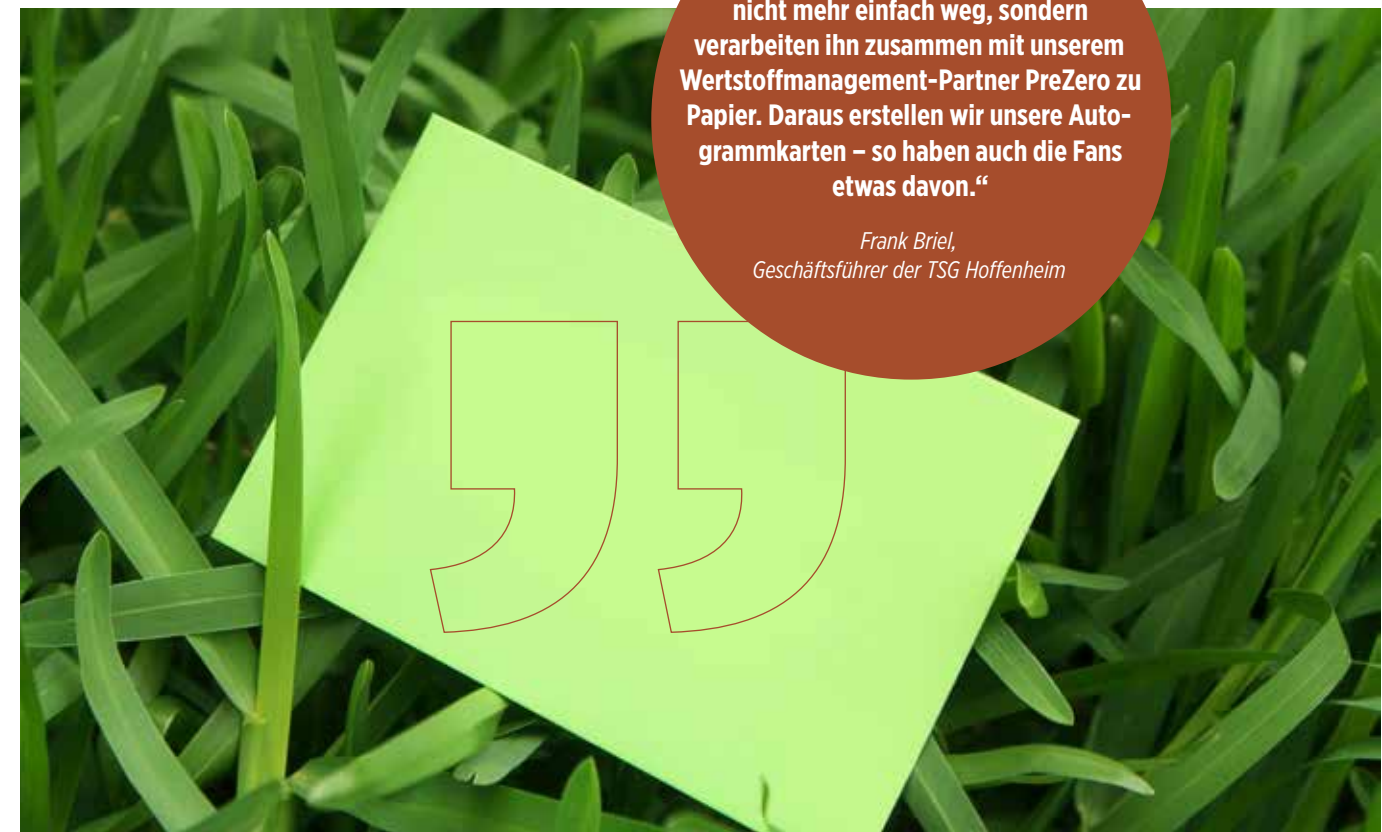 nicht mehr einfach weg, sondern
verarbeiten ihn zusammen mit unserem
Wertstoffmanagement-Partner PreZero zu
Papier. Daraus erstellen wir unsere Auto-
grammkarten – so haben auch die Fans
etwas davon.“
Frank Briel,
Geschäftsführer der TSG Hoffenheim